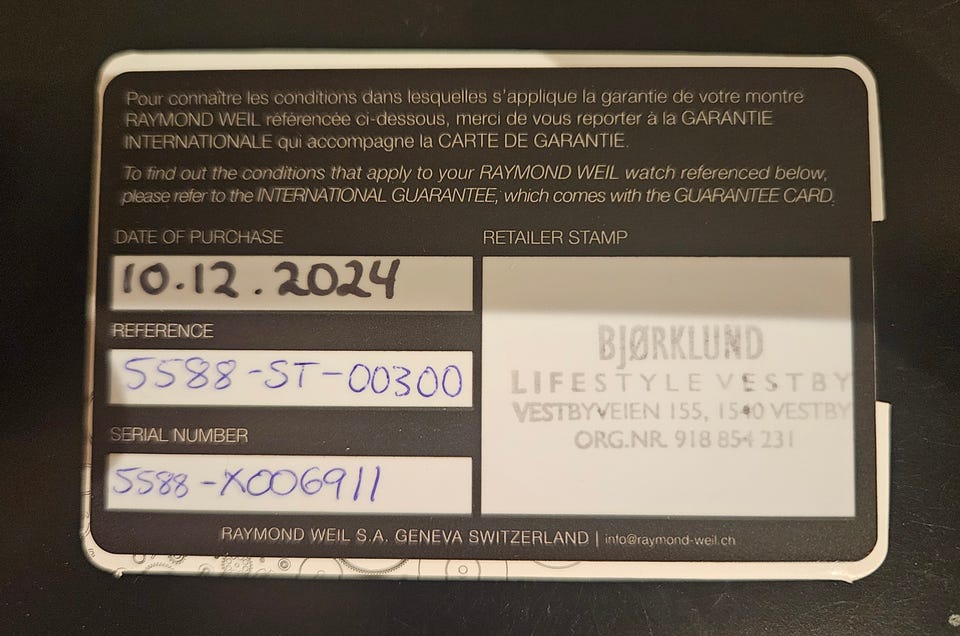 Pour connaître les conditions dans lesquelles s'applique la garantie de votre montre
RAYMOND WEIL référencée ci-dessous, merci de vous reporter à la GARANTIE
INTERNATIONALE qui accompagne la CARTE DE GARANTIE.
To find out the conditions that apply to your RAYMOND WEIL watch referenced below,
please refer to the INTERNATIONAL GUARANTEE, which comes with the GUARANTEE CARD.
DATE OF PURCHASE
10.12.2024
REFERENCE
5588-ST-00300
SERIAL NUMBER
5588-X006911
RETAILER STAMP
BJØRKLUND
LIFESTYLE VESTBY
VESTBYVEIEN 155, 1540 VESTBY
ORG.NR. 918 854 231
RAYMOND WEIL S.A. GENEVA SWITZERLAND | info@raymond-weil.ch